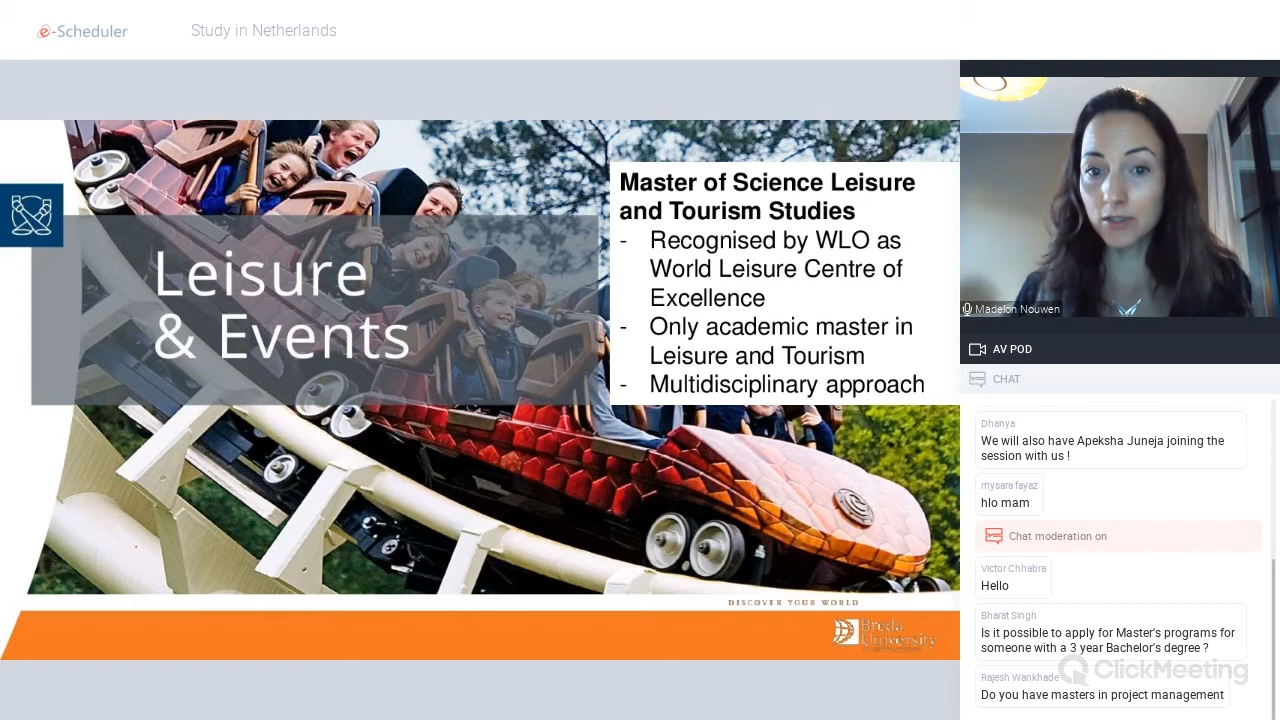 e-Scheduler
Study in Netherlands
Leisure
& Events
Master of Science Leisure
and Tourism Studies
- Recognised by WLO as
World Leisure Centre of
Excellence
- Only academic master in
Leisure and Tourism
- Multidisciplinary approach
DISCOVER YOUR WORLD
Breda
University
Madelon Nouwen
AV POD
CHAT
Dhanya
We will also have Apeksha Juneja joining the
session with us !
mysara fayaz
hlo mam
Chat moderation on
Victor Chhabra
Hello
Bharat Singh
Is it possible to apply for Master's programs for
someone with a 3 year Bachelor's degree ?
Rajesh Wankhade
Do you have masters in project management
ClickMeeting